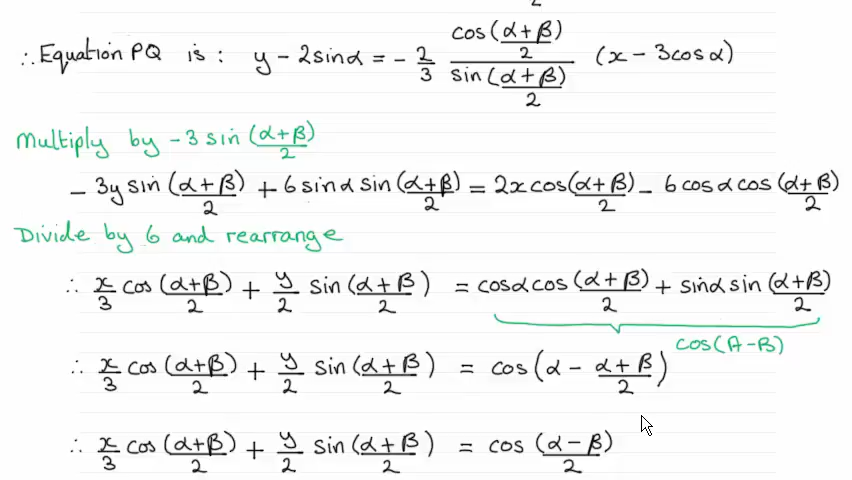 ∴ Equation PQ is : y − 2sinα = − 2/3 cos(α+β)/2 / sin(α+β)/2 (x − 3cosα)
Multiply by −3 sin (α+β)/2
− 3y sin (α+β)/2 + 6 sinα sin (α+β)/2 = 2x cos (α+β)/2 − 6 cosα cos (α+β)/2
Divide by 6 and rearrange
∴ x/3 cos (α+β)/2 + y/2 sin (α+β)/2 = cosα cos (α+β)/2 + sinα sin (α+β)/2
cos(A−B)
∴ x/3 cos (α+β)/2 + y/2 sin (α+β)/2 = cos (α − (α+β)/2)
∴ x/3 cos (α+β)/2 + y/2 sin (α+β)/2 = cos (α−β)/2